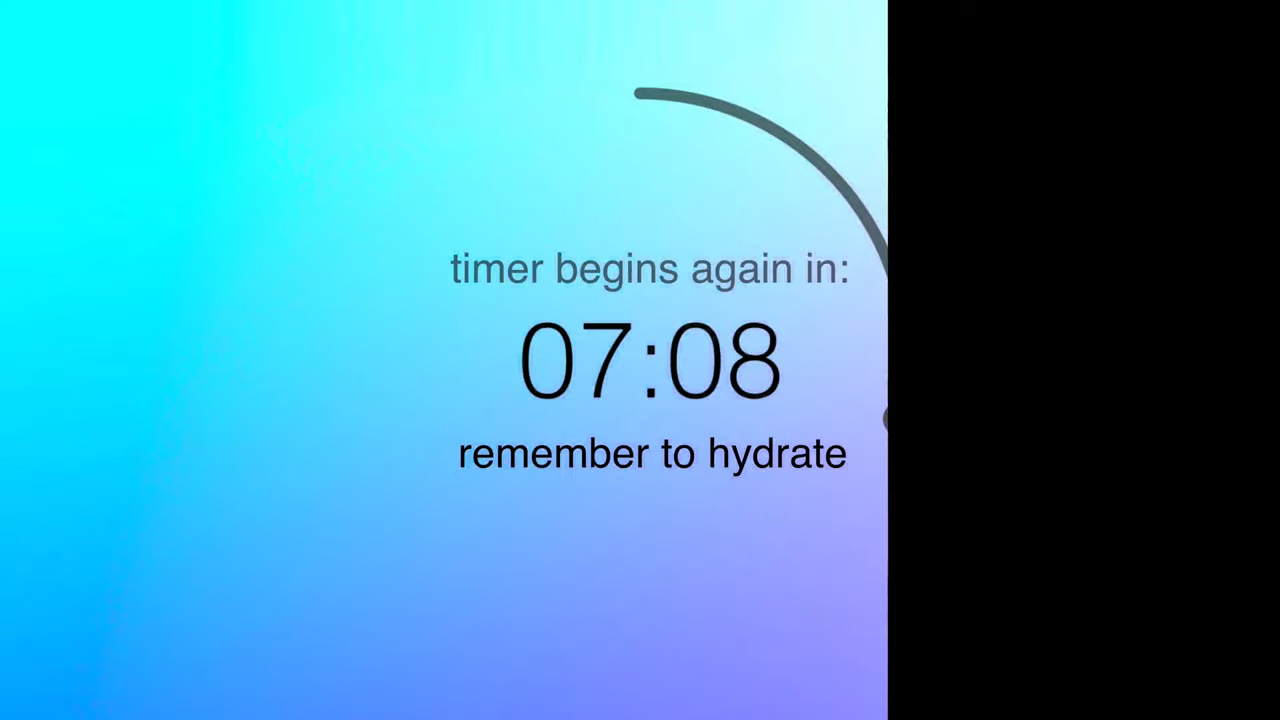 timer begins again in:
07:08
remember to hydrate